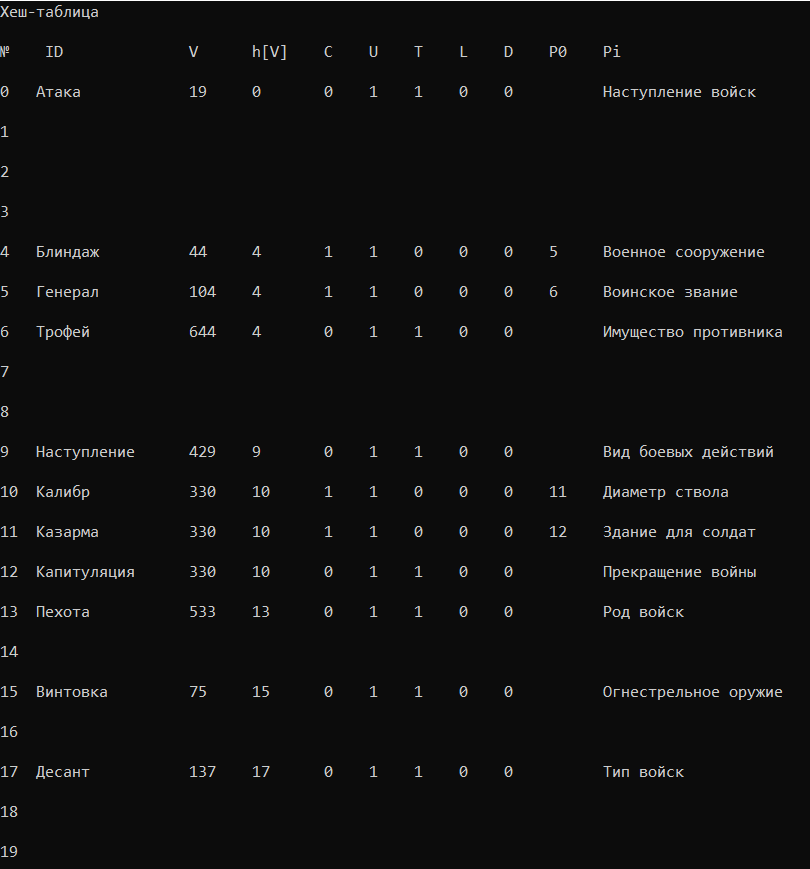 Хеш-таблица
№ ID V h[V] C U T L D P0 Pi
0 Атака 19 0 0 1 1 0 0 Наступление войск
1
2
3
4 Блиндаж 44 4 1 1 0 0 0 5 Военное сооружение
5 Генерал 104 4 1 1 0 0 0 6 Воинское звание
6 Трофей 644 4 0 1 1 0 0 Имущество противника
7
8
9 Наступление 429 9 0 1 1 0 0 Вид боевых действий
10 Калибр 330 10 1 1 0 0 0 11 Диаметр ствола
11 Казарма 330 10 1 1 0 0 0 12 Здание для солдат
12 Капитуляция 330 10 0 1 1 0 0 Прекращение войны
13 Пехота 533 13 0 1 1 0 0 Род войск
14
15 Винтовка 75 15 0 1 1 0 0 Огнестрельное оружие
16
17 Десант 137 17 0 1 1 0 0 Тип войск
18
19